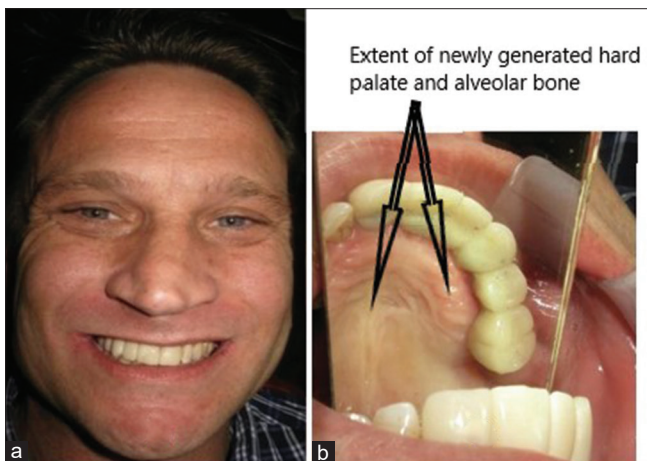 Extent of newly generated hard
palate and alveolar bone
a
b